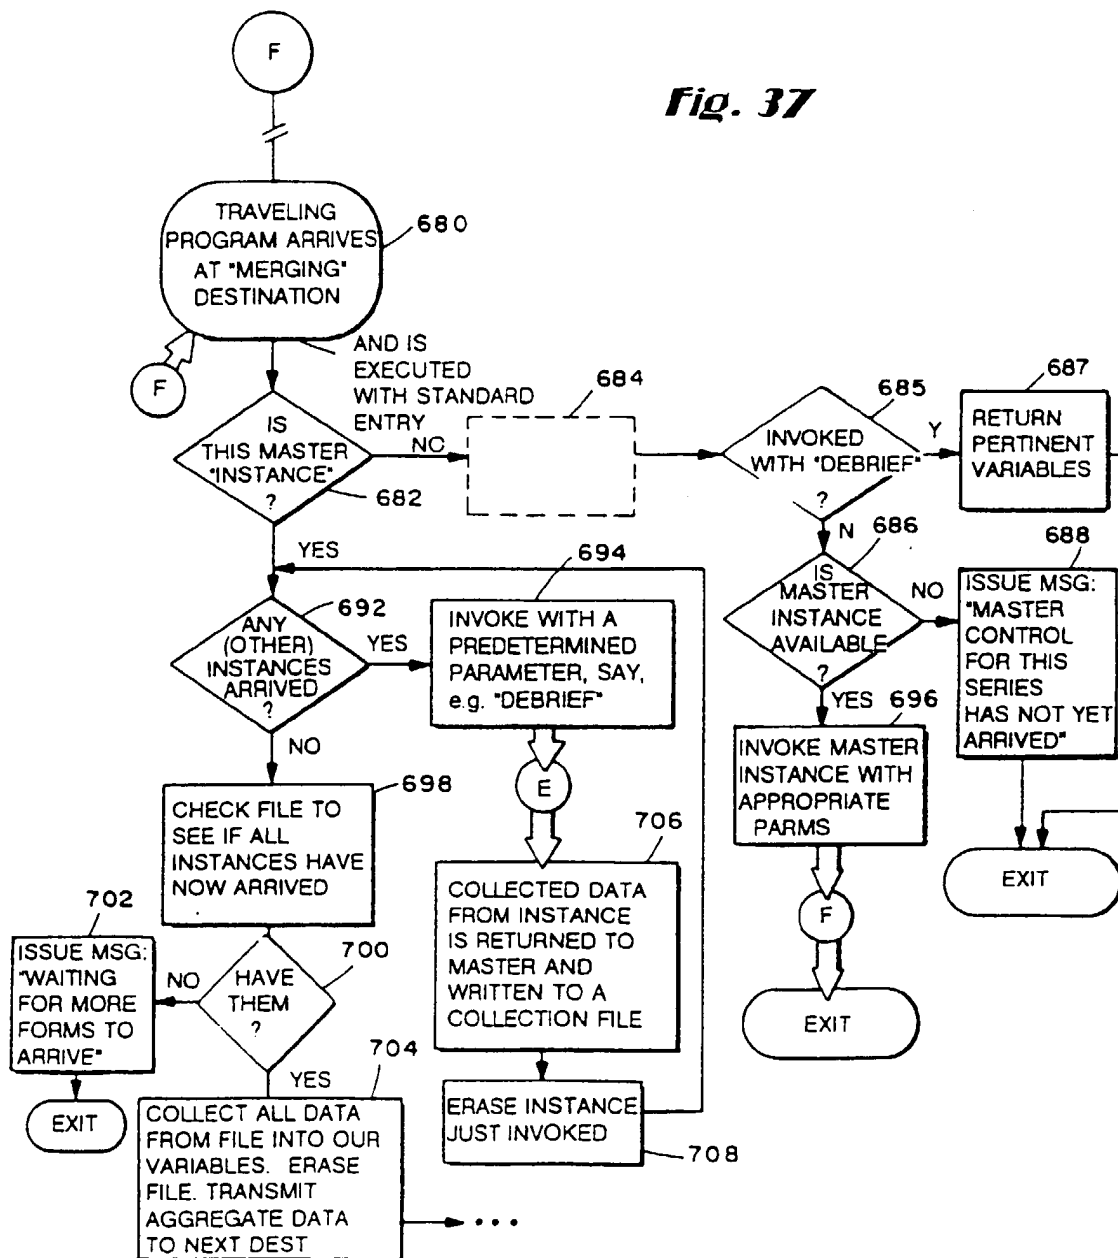 F
Fig. 37
TRAVELING
PROGRAM ARRIVES
AT "MERGING"
DESTINATION
680
F
AND IS
EXECUTED
WITH STANDARD
ENTRY
IS
THIS MASTER
"INSTANCE"
?
682
NC
684
INVOKED
WITH "DEBRIEF"
?
685
Y
687
RETURN
PERTINENT
VARIABLES
N
686
IS
MASTER
INSTANCE
AVAILABLE
?
NO
688
ISSUE MSG:
"MASTER
CONTROL
FOR THIS
SERIES
HAS NOT YET
ARRIVED"
EXIT
YES
696
INVOKE MASTER
INSTANCE WITH
APPROPRIATE
PARMS
F
EXIT
YES
692
ANY
(OTHER)
INSTANCES
ARRIVED
?
YES
694
INVOKE WITH A
PREDETERMINED
PARAMETER, SAY,
e.g. "DEBRIEF"
E
706
COLLECTED DATA
FROM INSTANCE
IS RETURNED TO
MASTER AND
WRITTEN TO A
COLLECTION FILE
ERASE INSTANCE
JUST INVOKED
708
NO
698
CHECK FILE TO
SEE IF ALL
INSTANCES HAVE
NOW ARRIVED
700
HAVE
THEM
?
NO
702
ISSUE MSG:
"WAITING
FOR MORE
FORMS TO
ARRIVE"
EXIT
YES
704
COLLECT ALL DATA
FROM FILE INTO OUR
VARIABLES. ERASE
FILE. TRANSMIT
AGGREGATE DATA
TO NEXT DEST
• • •